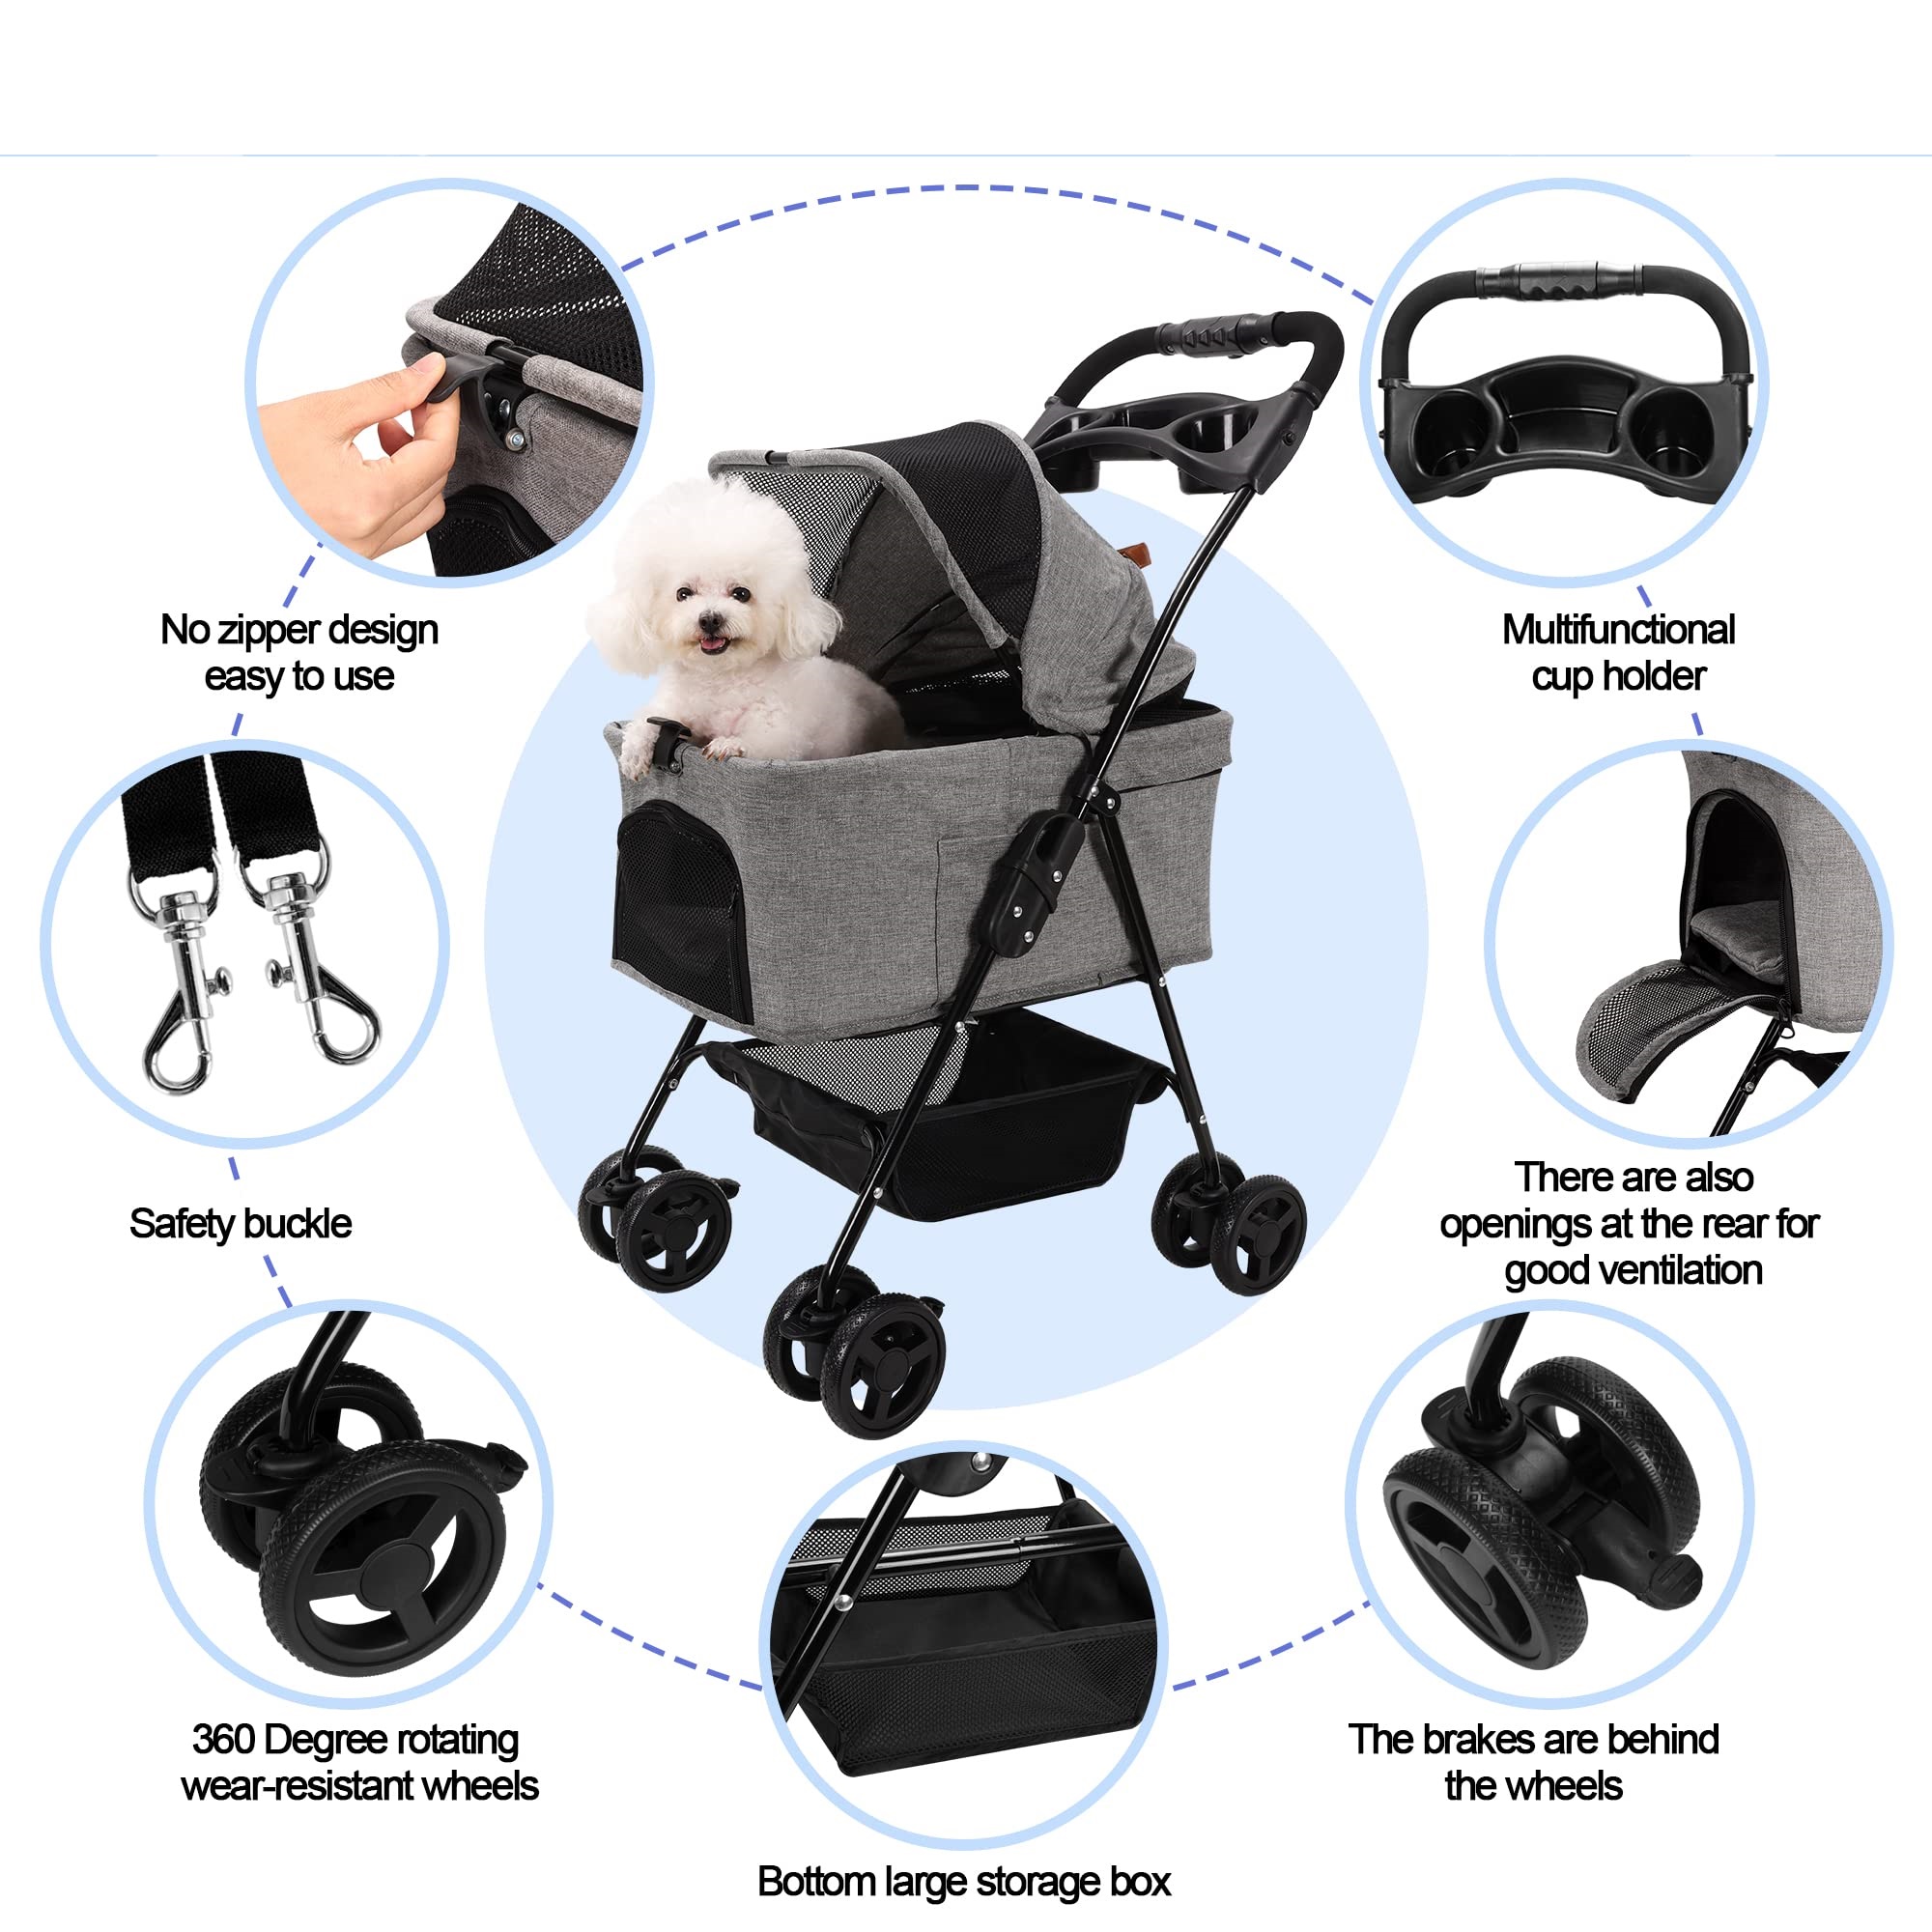 No zipper design
easy to use
Multifunctional
cup holder
Safety buckle
There are also
openings at the rear for
good ventilation
360 Degree rotating
wear-resistant wheels
The brakes are behind
the wheels
Bottom large storage box